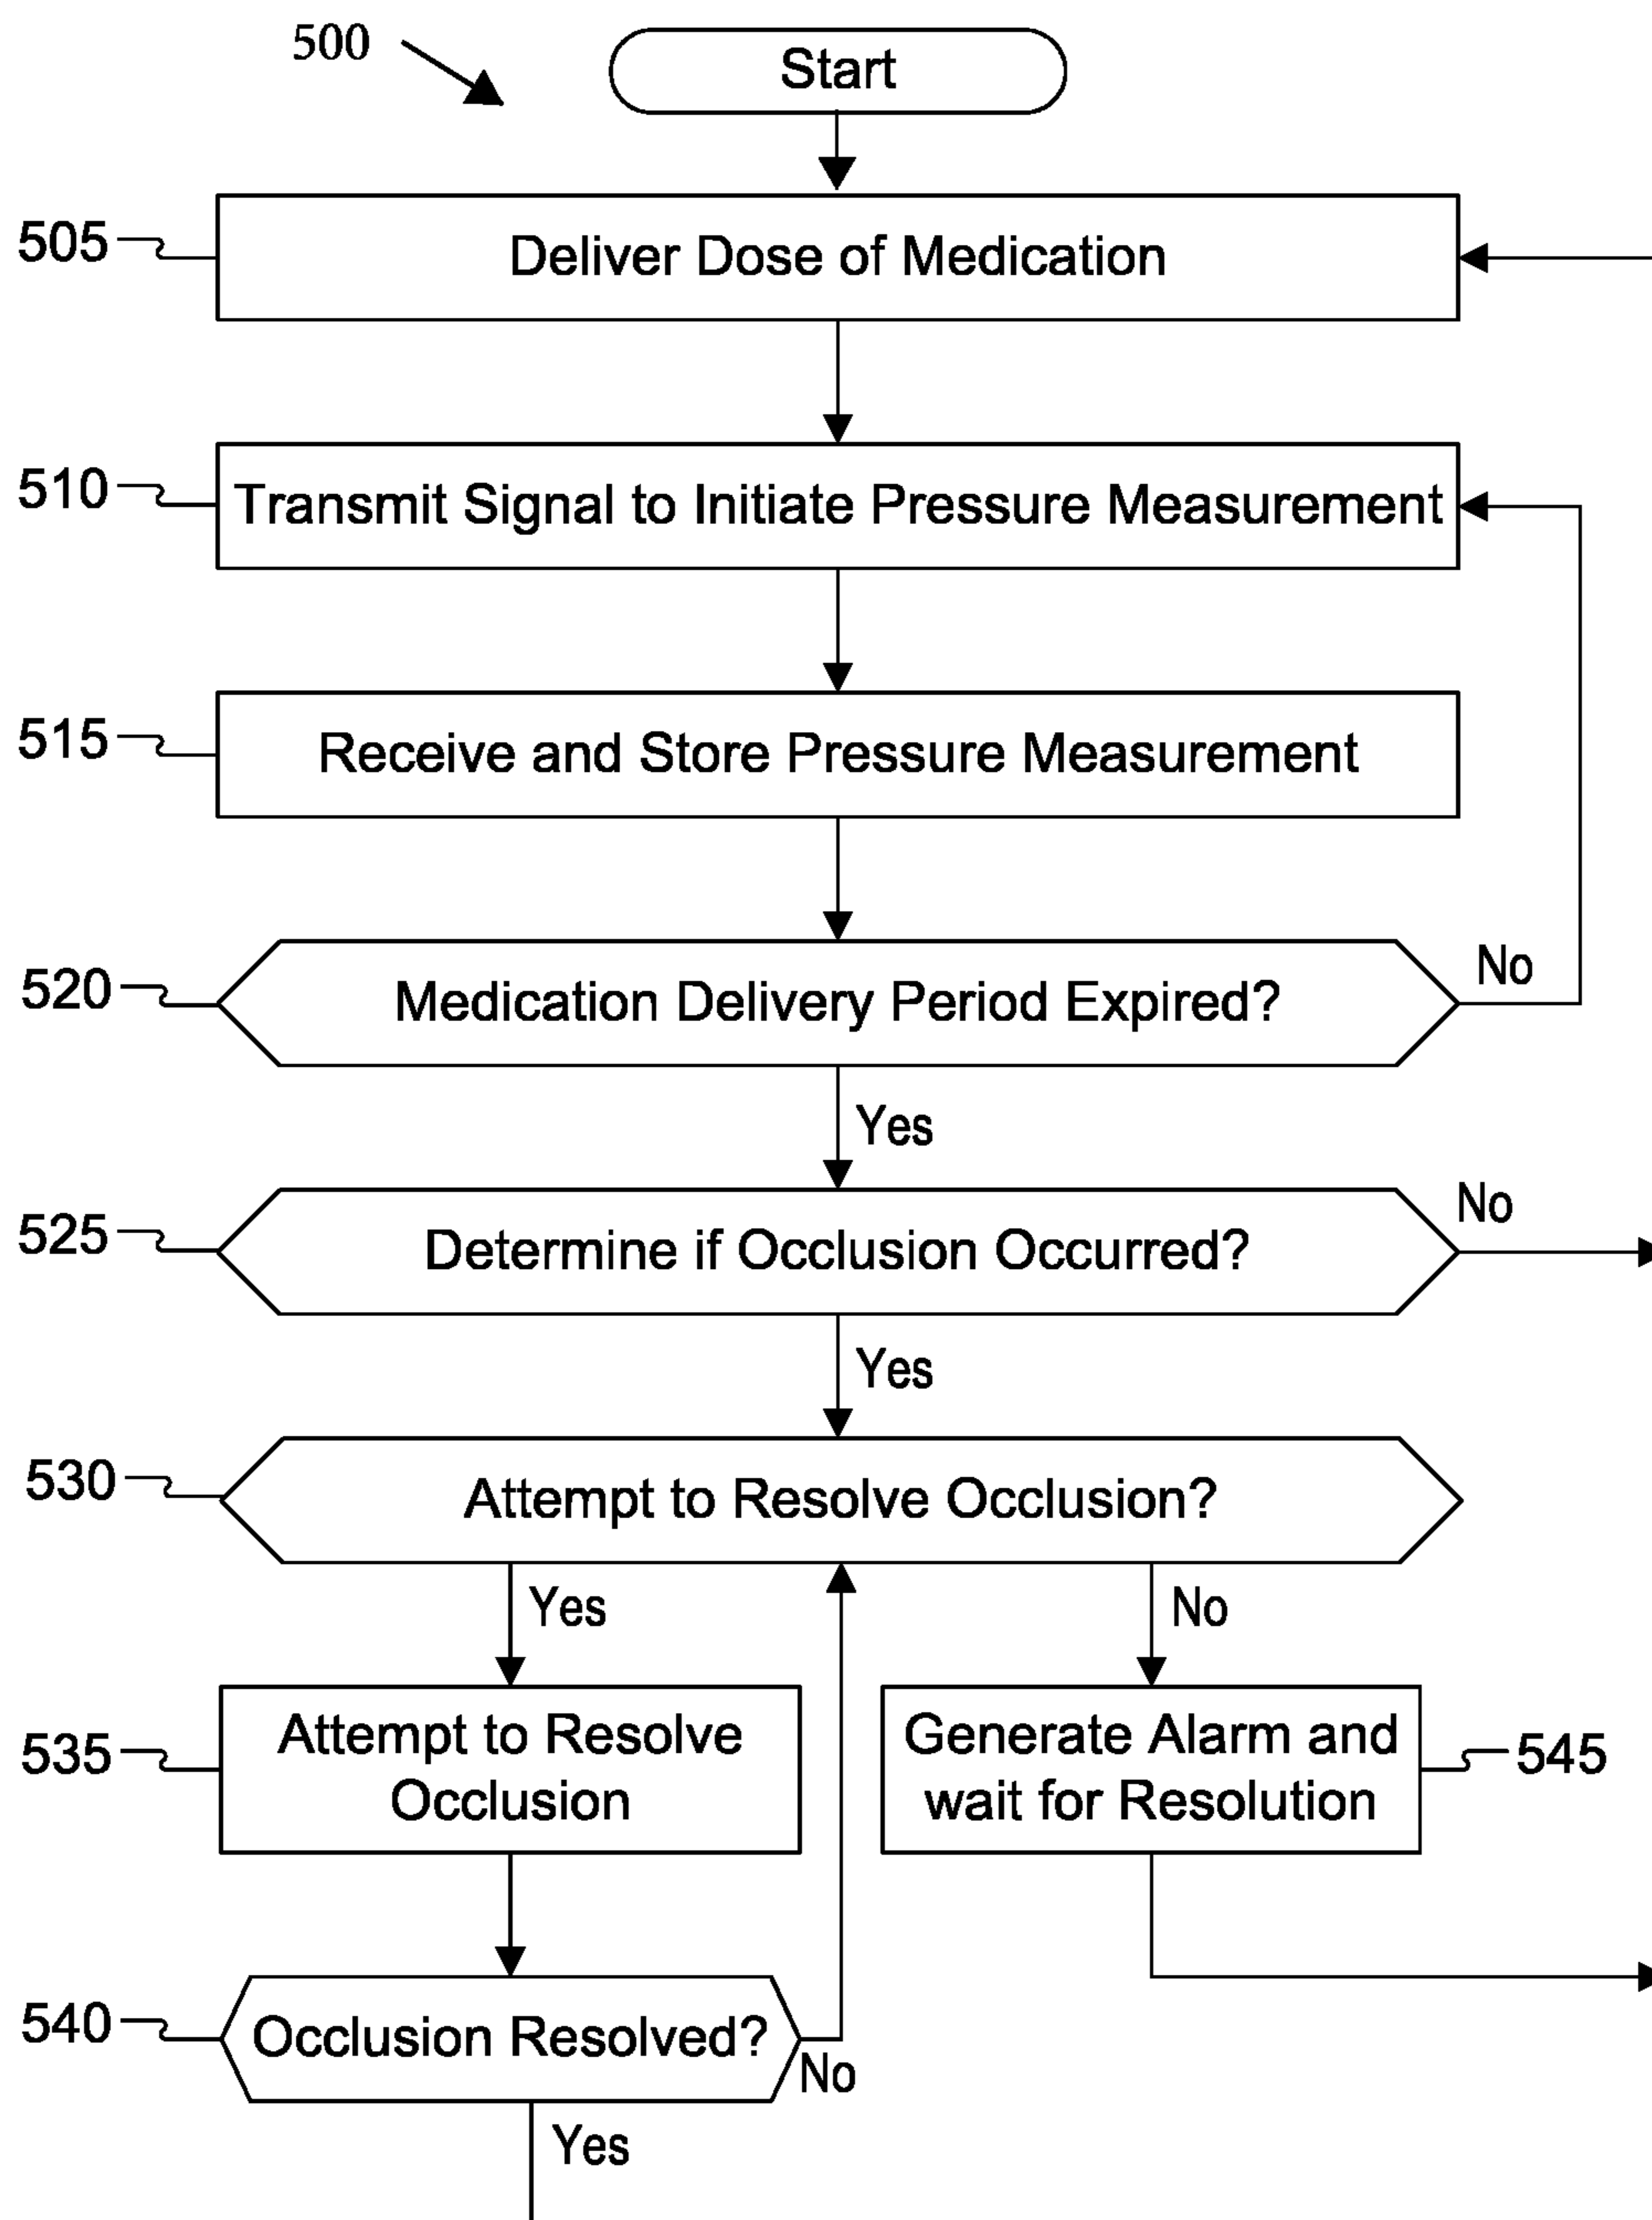 500
Start
505
Deliver Dose of Medication
510
Transmit Signal to Initiate Pressure Measurement
515
Receive and Store Pressure Measurement
520
Medication Delivery Period Expired?
No
Yes
525
Determine if Occlusion Occurred?
No
Yes
530
Attempt to Resolve Occlusion?
Yes
No
535
Attempt to Resolve
Occlusion
Generate Alarm and
wait for Resolution
545
540
Occlusion Resolved?
No
Yes